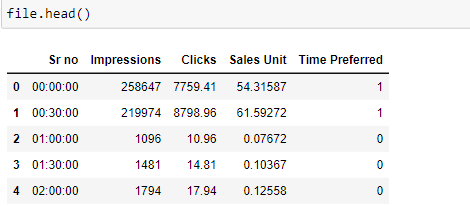 file.head()
Sr no Impressions Clicks Sales Unit Time Preferred
0 00:00:00 258647 7759.41 54.31587 1
1 00:30:00 219974 8798.96 61.59272 1
2 01:00:00 1096 10.96 0.07672 0
3 01:30:00 1481 14.81 0.10367 0
4 02:00:00 1794 17.94 0.12558 0